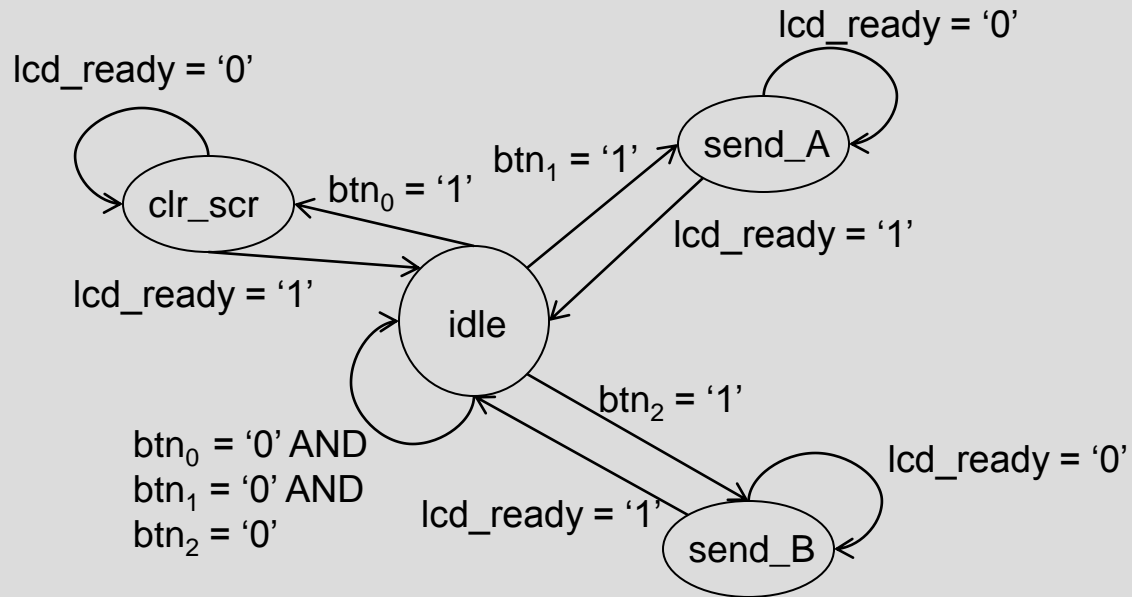 lcd_ready = ‘0’
lcd_ready = ‘0’
send_A
btn₁ = ‘1’
btn₀ = ‘1’
clr_scr
lcd_ready = ‘1’
lcd_ready = ‘1’
idle
btn₂ = ‘1’
btn₀ = ‘0’ AND
btn₁ = ‘0’ AND
btn₂ = ‘0’
lcd_ready = ‘0’
lcd_ready = ‘1’
send_B